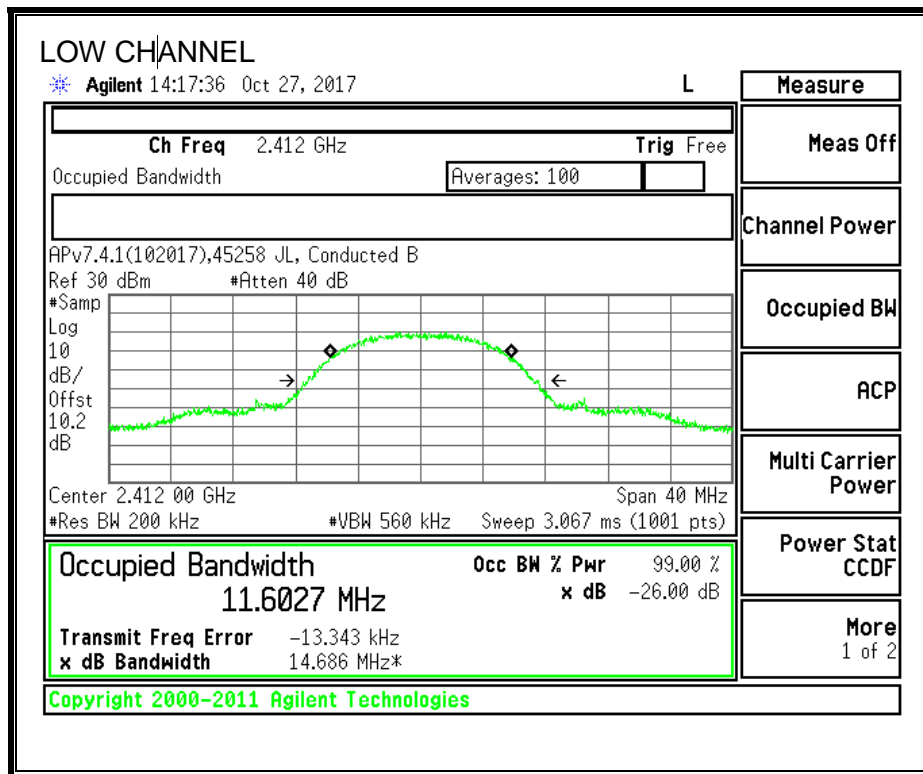 LOW CHANNEL
Agilent 14:17:36 Oct 27, 2017 L
Measure
Ch Freq 2.412 GHz Trig Free
Occupied Bandwidth Averages: 100
APv7.4.1(102017),45258 JL, Conducted B
Ref 30 dBm #Atten 40 dB
#Samp
Log
10
dB/
Offst
10.2
dB
Center 2.412 00 GHz Span 40 MHz
#Res BW 200 kHz #VBW 560 kHz Sweep 3.067 ms (1001 pts)
Occupied Bandwidth Occ BW % Pwr 99.00 %
11.6027 MHz x dB -26.00 dB
Transmit Freq Error -13.343 kHz
x dB Bandwidth 14.686 MHz*
Copyright 2000-2011 Agilent Technologies
Meas Off
Channel Power
Occupied BW
ACP
Multi Carrier
Power
Power Stat
CCDF
More
1 of 2